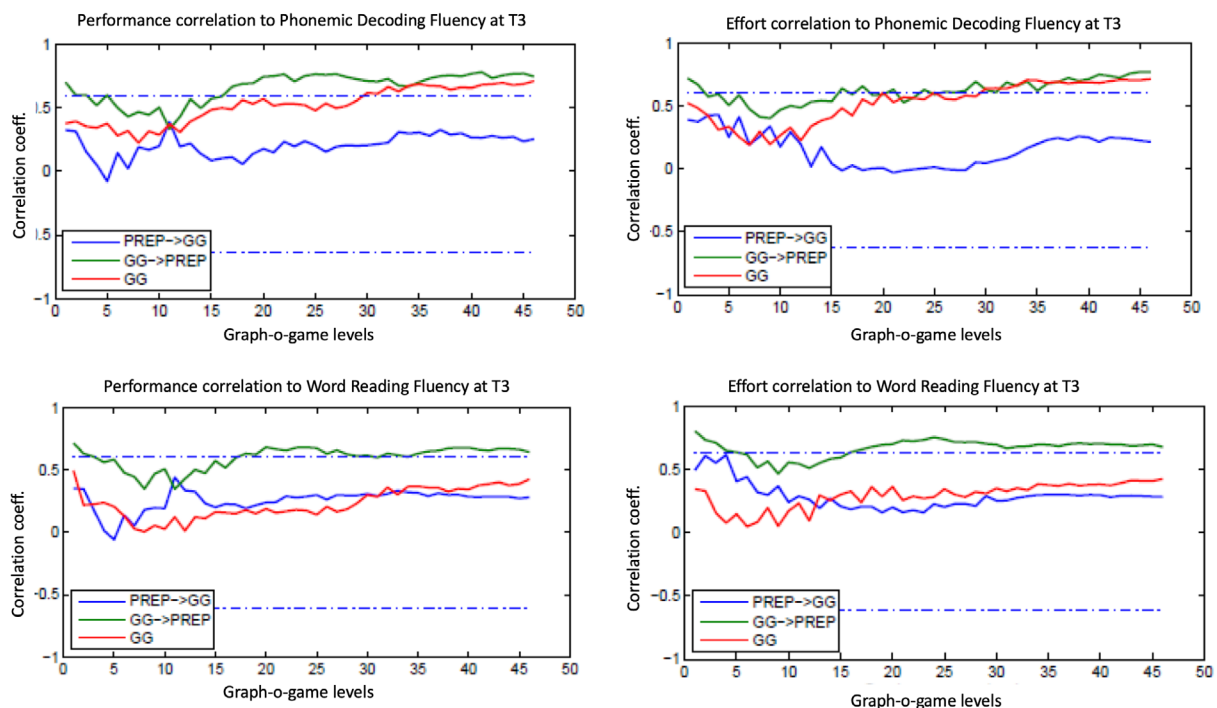 Performance correlation to Phonemic Decoding Fluency at T3
Correlation coeff.
1
0.5
0
-0.5
−1
0 5 10 15 20 25 30 35 40 45 50
PREP−>GG
GG−>PREP
GG
Graph-o-game levels
Effort correlation to Phonemic Decoding Fluency at T3
Correlation coeff.
1
0.5
0
-0.5
−1
0 5 10 15 20 25 30 35 40 45 50
PREP−>GG
GG−>PREP
GG
Graph-o-game levels
Performance correlation to Word Reading Fluency at T3
Correlation coeff.
1
0.5
0
-0.5
−1
0 5 10 15 20 25 30 35 40 45 50
PREP−>GG
GG−>PREP
GG
Graph-o-game levels
Effort correlation to Word Reading Fluency at T3
Correlation coeff.
1
0.5
0
-0.5
−1
0 5 10 15 20 25 30 35 40 45 50
PREP−>GG
GG−>PREP
GG
Graph-o-game levels